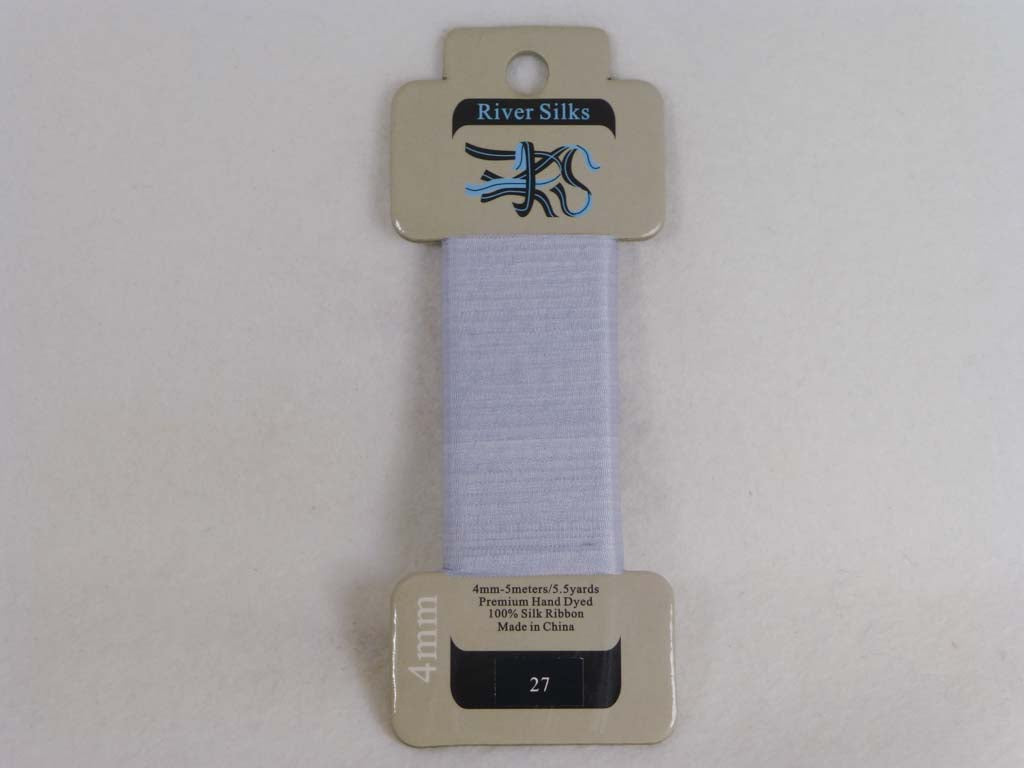 River Silks
4mm-5meters/5.5yards
Premium Hand Dyed
100% Silk Ribbon
Made in China
4mm
27